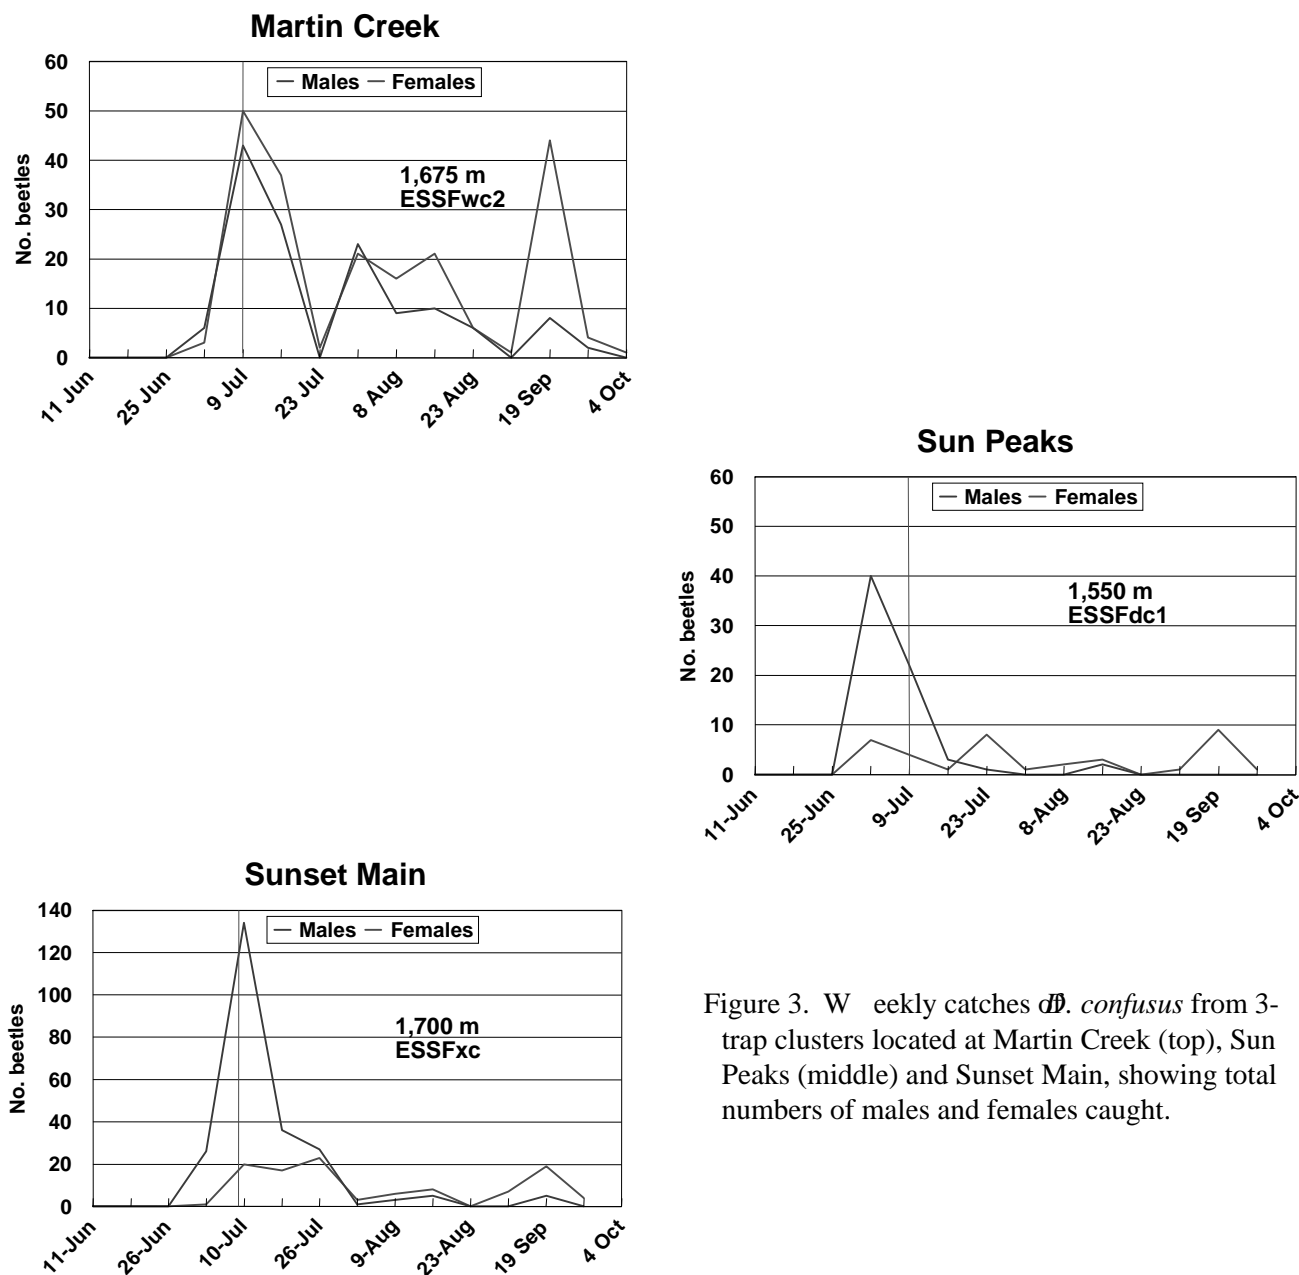 Martin Creek
60
50
40
30
20
10
0
No. beetles
Males Females
1,675 m
ESSFwc2
11 Jun
25 Jun
9 Jul
23 Jul
8 Aug
23 Aug
19 Sep
4 Oct
Sun Peaks
60
50
40
30
20
10
0
No. beetles
Males Females
1,550 m
ESSFdc1
11-Jun
25-Jun
9-Jul
23-Jul
8-Aug
23-Aug
19 Sep
4 Oct
Sunset Main
140
120
100
80
60
40
20
0
No. beetles
Males Females
1,700 m
ESSFxc
11-Jun
26-Jun
10-Jul
26-Jul
9-Aug
23-Aug
19 Sep
4 Oct
Figure 3. W eekly catches of D. confusus from 3-
trap clusters located at Martin Creek (top), Sun
Peaks (middle) and Sunset Main, showing total
numbers of males and females caught.